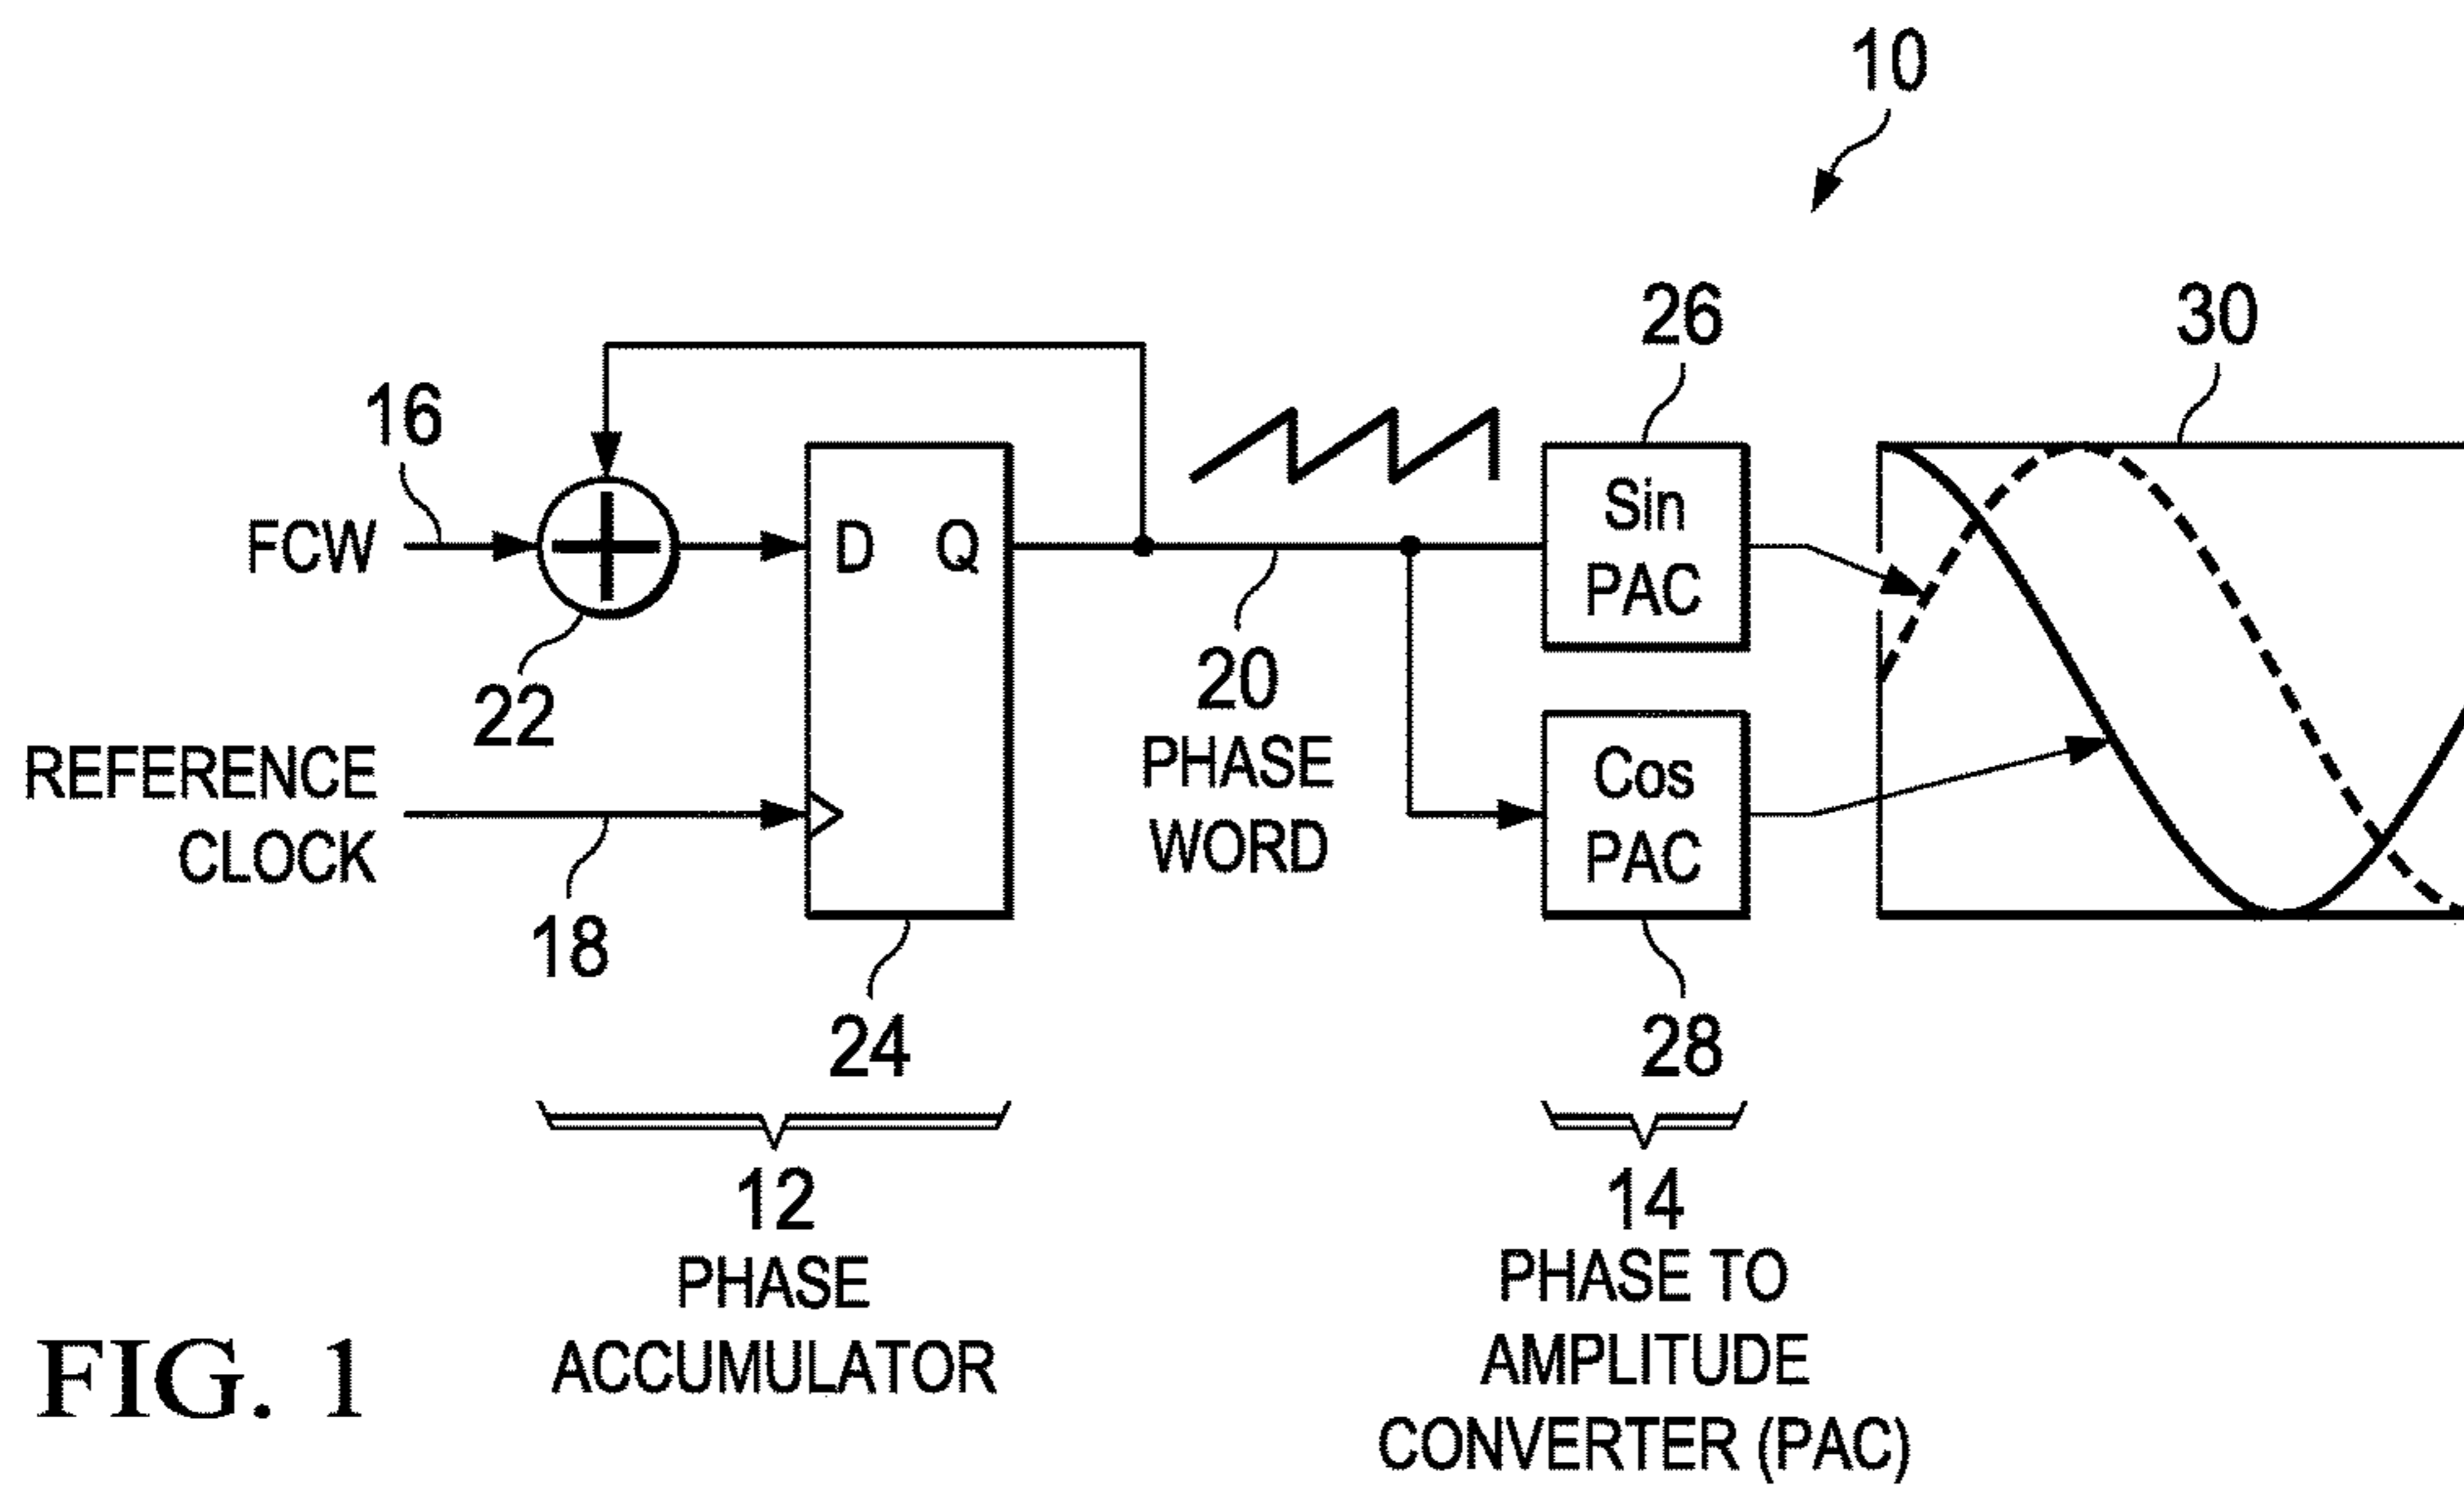 10
26
30
16
FCW
D Q
Sin
PAC
22
20
PHASE
WORD
REFERENCE
CLOCK
18
Cos
PAC
24
28
12
PHASE
ACCUMULATOR
14
PHASE TO
AMPLITUDE
CONVERTER (PAC)
FIG. 1